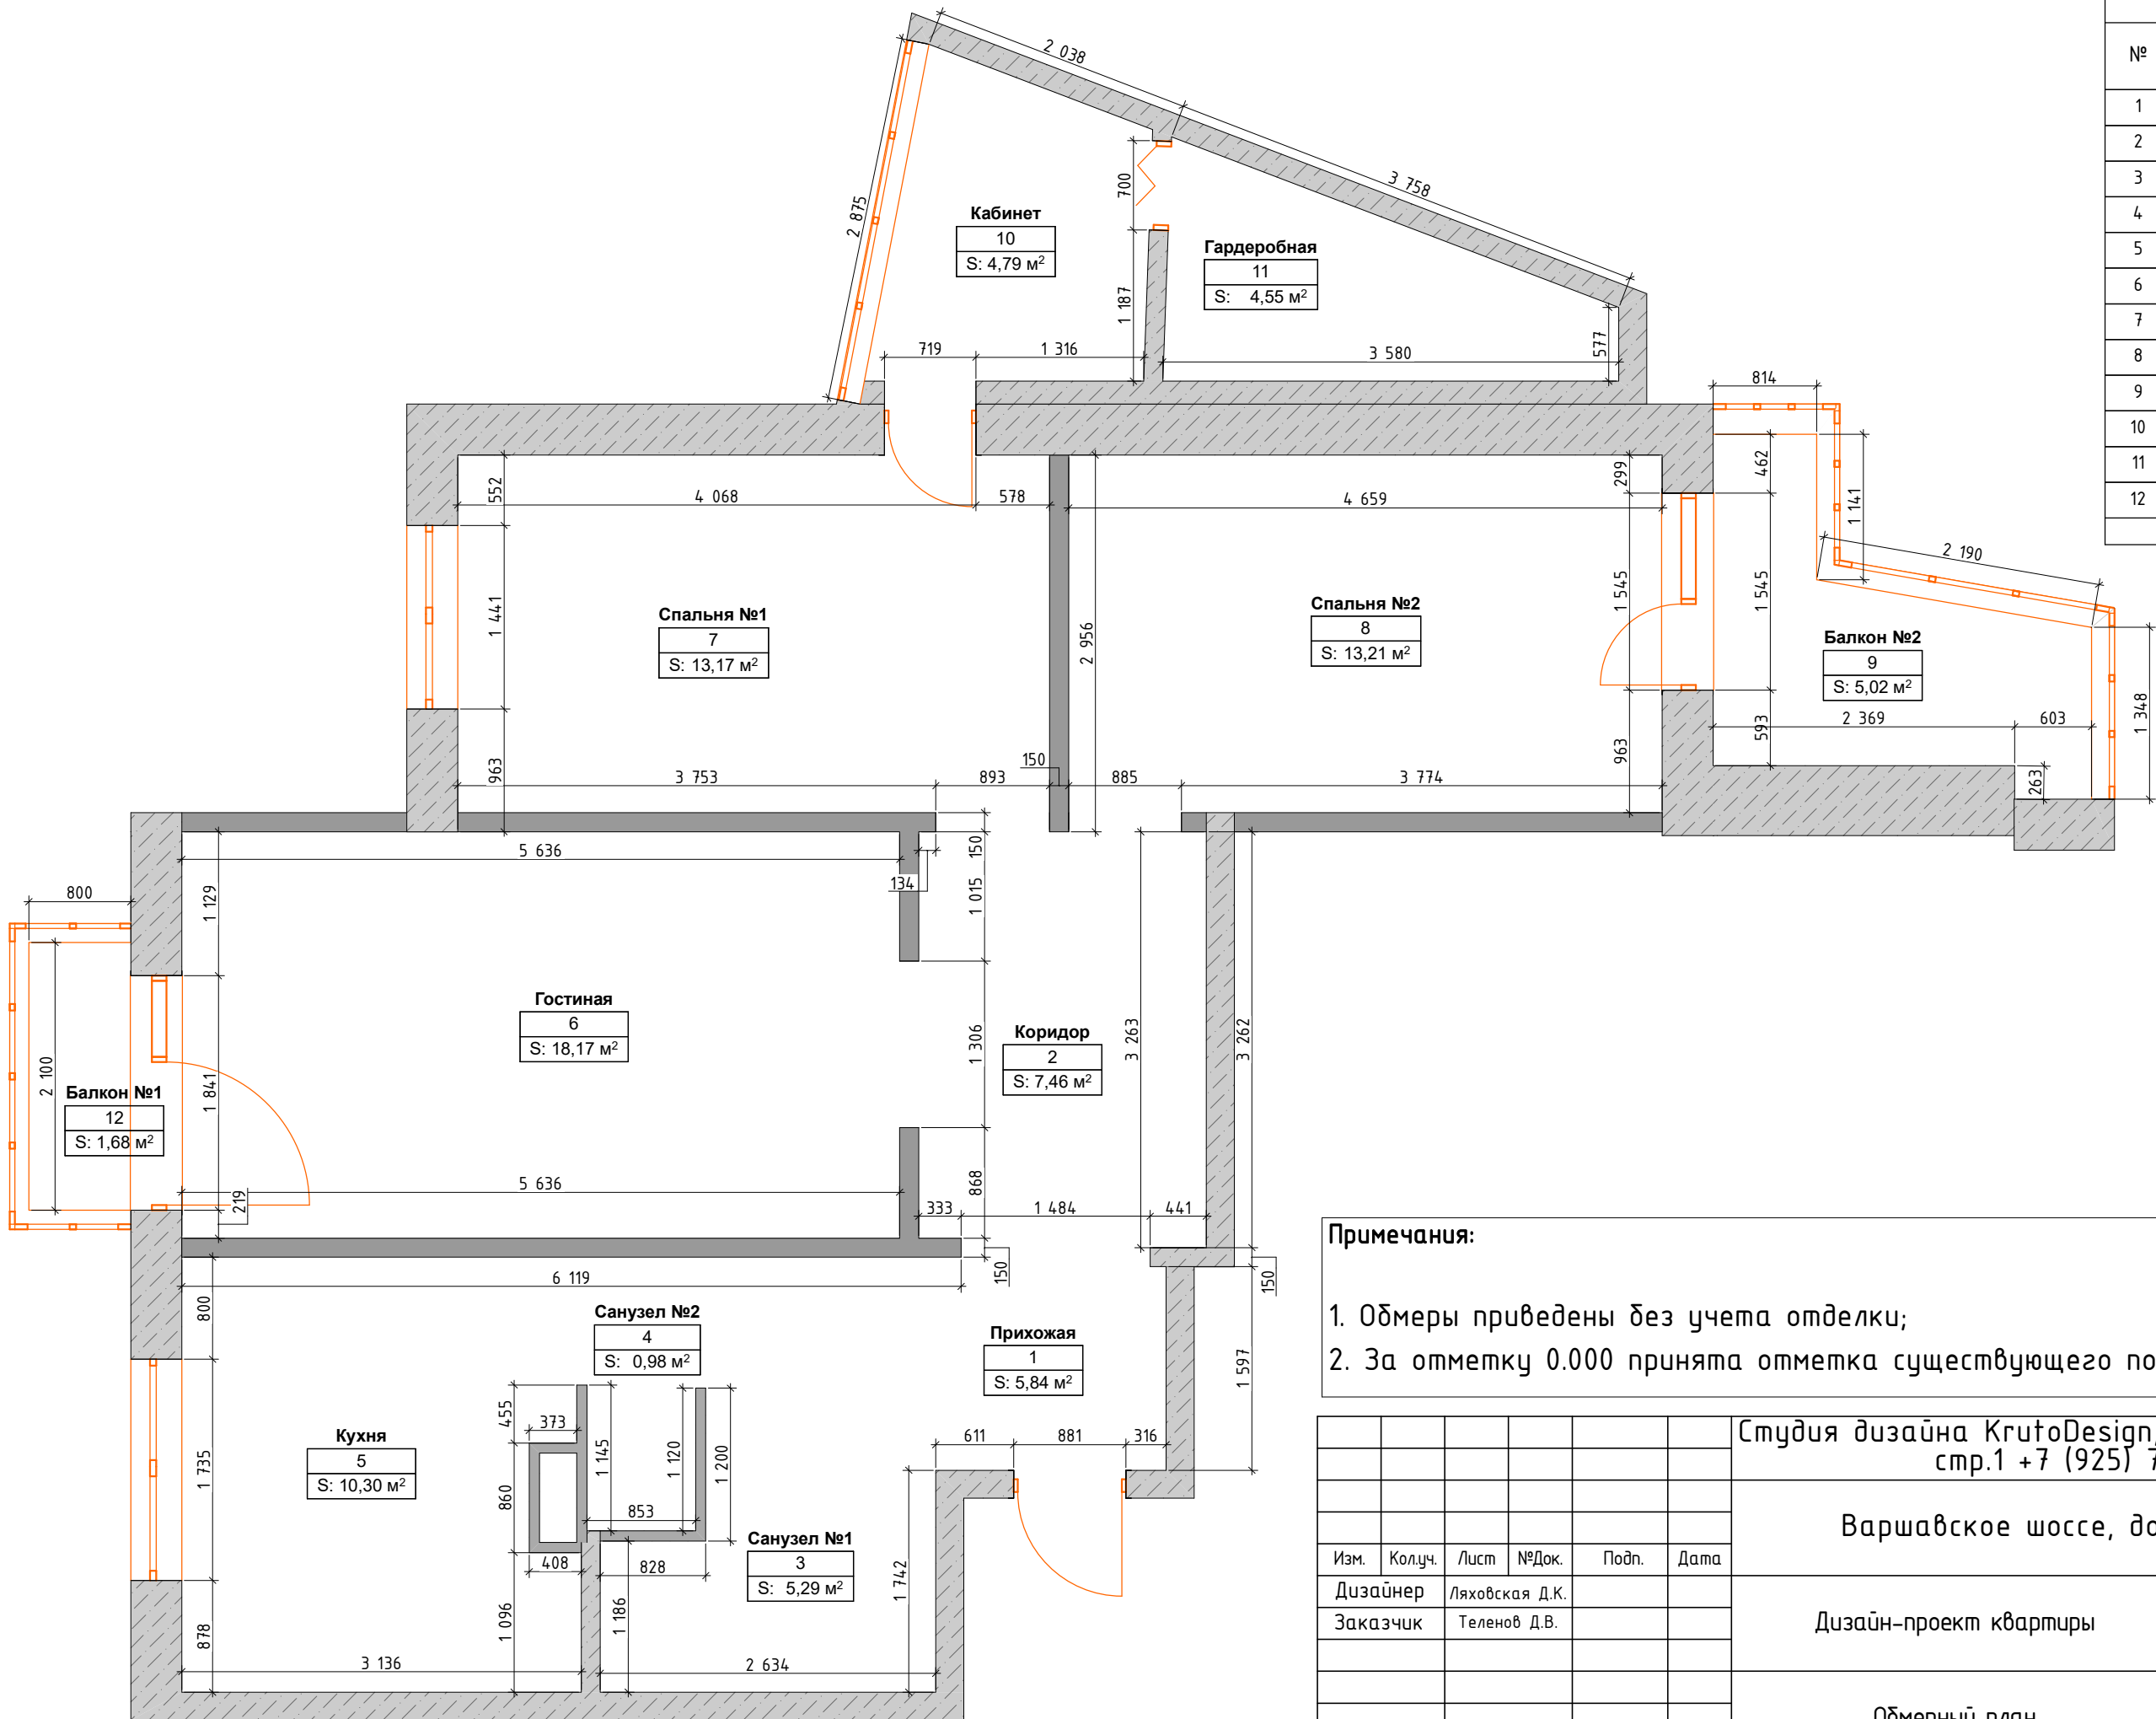 2 038
3 758
2 875
700
1 187
Кабинет
10
S: 4,79 м²
Гардеробная
11
S: 4,55 м²
719
1 316
3 580
577
814
462
1 141
2 190
1 545
593
Балкон №2
9
S: 5,02 м²
2 369
603
263
1 348
552
4 068
578
4 659
299
1 441
Спальня №1
7
S: 13,17 м²
2 956
Спальня №2
8
S: 13,21 м²
1 545
963
963
3 753
893
150
885
3 774
5 636
134
150
1 015
800
1 129
2 100
1 841
Балкон №1
12
S: 1,68 м²
Гостиная
6
S: 18,17 м²
1 306
Коридор
2
S: 7,46 м²
3 263
3 262
5 636
219
868
333
1 484
441
150
150
6 119
800
Санузел №2
4
S: 0,98 м²
Прихожая
1
S: 5,84 м²
1 597
455
373
1 145
1 120
1 200
611
881
316
Кухня
5
S: 10,30 м²
1 735
860
853
408
828
Санузел №1
3
S: 5,29 м²
1 742
1 096
1 186
878
3 136
2 634
№
1
2
3
4
5
6
7
8
9
10
11
12
Примечания:
1. Обмеры приведены без учета отделки;
2. За отметку 0.000 принята отметка существующего по
Студия дизайна KrutoDesign,
стр.1 +7 (925) 7
Варшавское шоссе, до
Изм. Кол.уч. Лист №Док. Подп. Дата
Дизайнер Ляховская Д.К.
Заказчик Теленов Д.В.
Дизайн-проект квартиры
Обмерный план